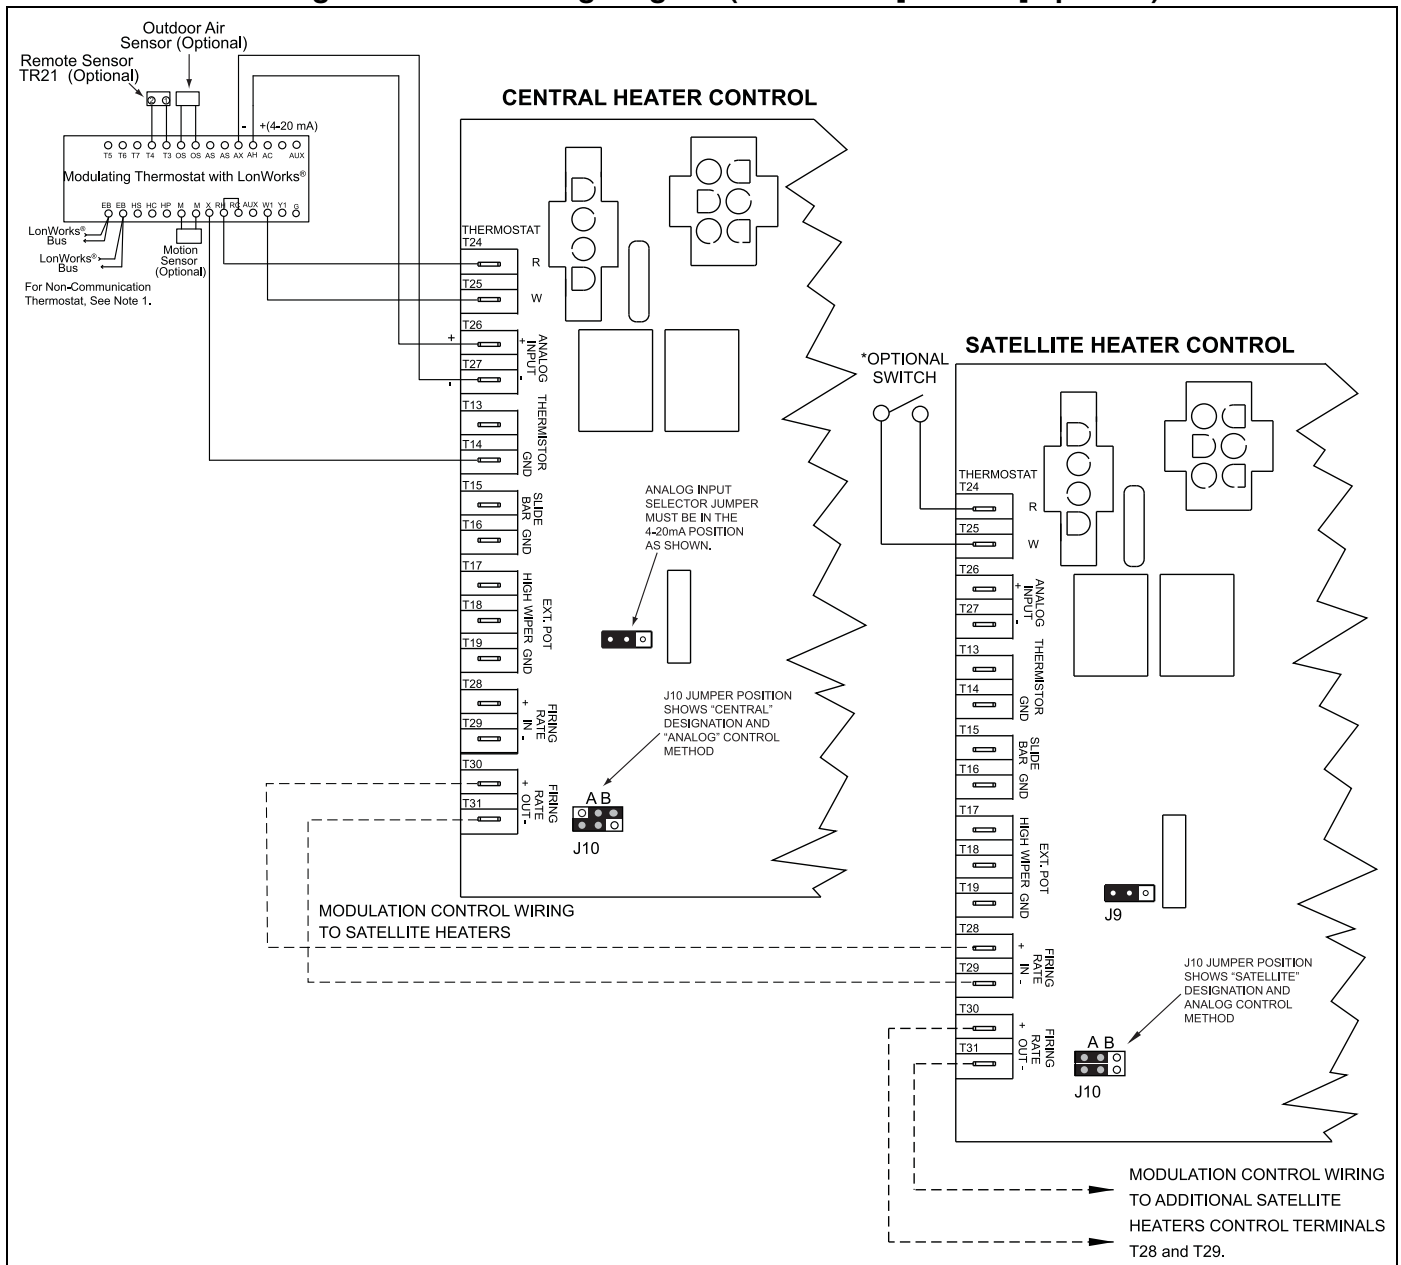 Outdoor Air
Sensor (Optional)
Remote Sensor
TR21 (Optional)
- +(4-20 mA)
T5 T6 T7 T4 T3 OS OS AS AS AX AH AC AUX
Modulating Thermostat with LonWorks®
EB EB HS HC HP M M X RH RC AUX W1 Y1 G
LonWorks®
Bus
LonWorks®
Bus
Motion
Sensor
(Optional)
For Non-Communication
Thermostat, See Note 1.
CENTRAL HEATER CONTROL
THERMOSTAT
T24
R
T25
W
T26
+
+
ANALOG
INPUT
T27
-
-
T13
THERMISTOR
T14
GND
T15
SLIDE
BAR
T16
GND
T17
HIGH
EXT. POT
T18
WIPER
T19
GND
T28
+
FIRING
RATE
IN
T29
-
T30
+
FIRING
RATE
OUT
T31
-
ANALOG INPUT
SELECTOR JUMPER
MUST BE IN THE
4-20mA POSITION
AS SHOWN.
J10 JUMPER POSITION
SHOWS “CENTRAL”
DESIGNATION AND
“ANALOG” CONTROL
METHOD
A B
J10
MODULATION CONTROL WIRING
TO SATELLITE HEATERS
SATELLITE HEATER CONTROL
*OPTIONAL
SWITCH
THERMOSTAT
T24
R
T25
W
T26
+
ANALOG
INPUT
T27
-
T13
THERMISTOR
T14
GND
T15
SLIDE
BAR
T16
GND
T17
HIGH
EXT. POT
T18
WIPER
T19
GND
T28
+
FIRING
RATE
IN
T29
-
T30
+
FIRING
RATE
OUT
T31
-
J9
J10 JUMPER POSITION
SHOWS “SATELLITE”
DESIGNATION AND
ANALOG CONTROL
METHOD
A B
J10
MODULATION CONTROL WIRING
TO ADDITIONAL SATELLITE
HEATERS CONTROL TERMINALS
T28 and T29.